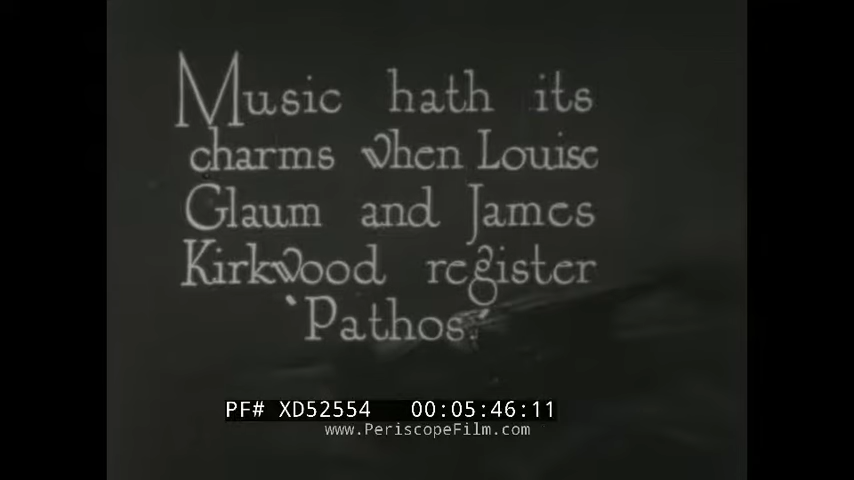 Music hath its
charms when Louise
Glaum and James
Kirkwood register
‘Pathos.’
PF# XD52554 00:05:46:11
www.PeriscopeFilm.com